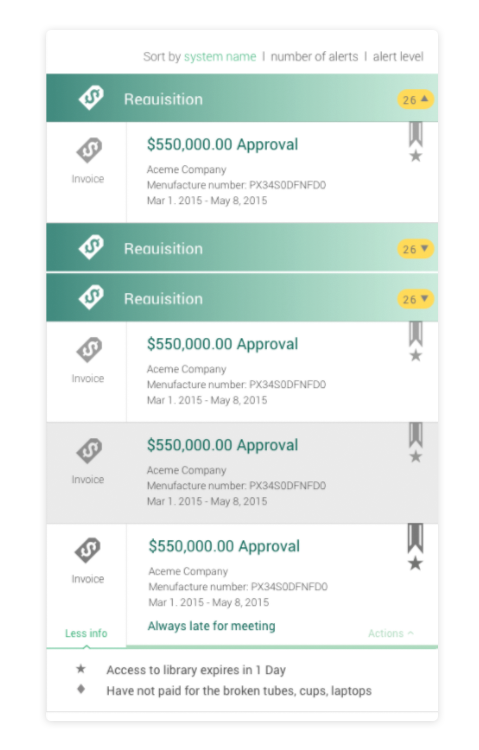 Sort by system name | number of alerts | alert level
Requisition
26
$550,000.00 Approval
Invoice
Aceme Company
Menufacture number: PX34S0DFNFD0
Mar 1. 2015 - May 8, 2015
Requisition
26
Requisition
26
$550,000.00 Approval
Invoice
Aceme Company
Menufacture number: PX34S0DFNFD0
Mar 1. 2015 - May 8, 2015
$550,000.00 Approval
Invoice
Aceme Company
Menufacture number: PX34S0DFNFD0
Mar 1. 2015 - May 8, 2015
$550,000.00 Approval
Invoice
Aceme Company
Menufacture number: PX34S0DFNFD0
Mar 1. 2015 - May 8, 2015
Always late for meeting
Less info
Actions
Access to library expires in 1 Day
Have not paid for the broken tubes, cups, laptops